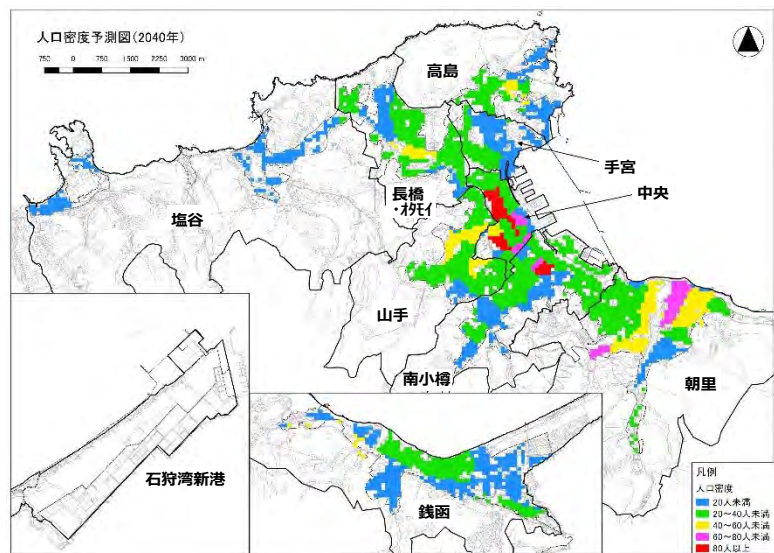 人口密度予測図(2040年)
750 0 750 1500 2250 3000 m
高島
手宮
中央
長橋
・オタモイ
塩谷
山手
南小樽
朝里
石狩湾新港
銭函
凡例
人口密度
20人未満
20～40人未満
40～60人未満
60～80人未満
80人以上